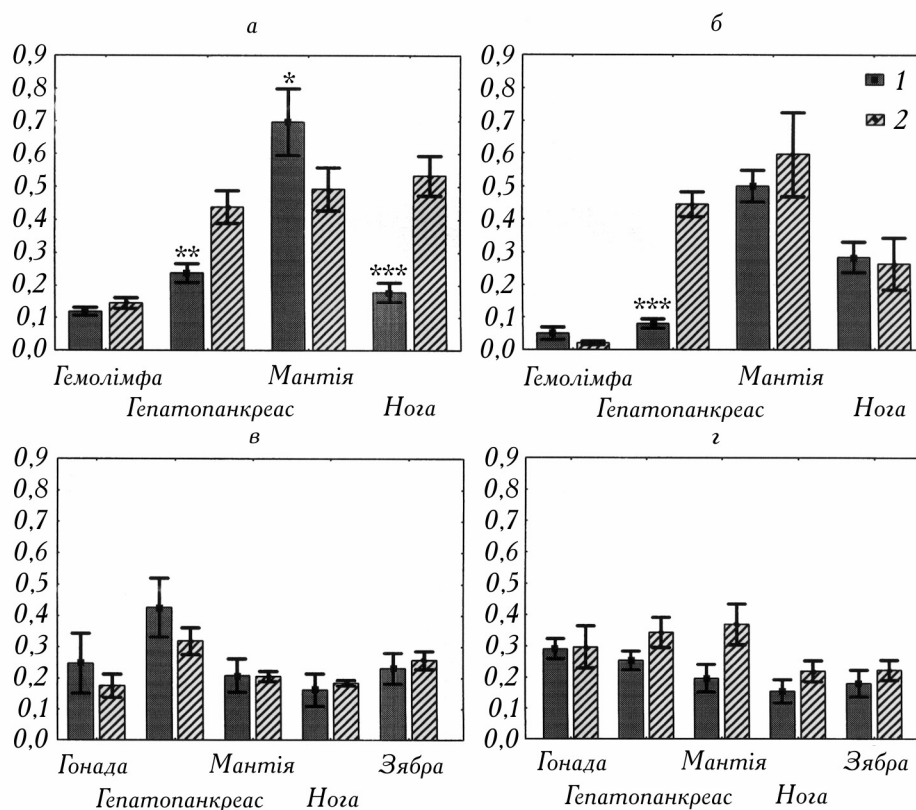 а
б
0,9
0,8
0,7
0,6
0,5
0,4
0,3
0,2
0,1
0,0
*
**
***
Гемолімфа
Мантія
Гепатопанкреас
Нога
0,9
0,8
0,7
0,6
0,5
0,4
0,3
0,2
0,1
0,0
1
2
***
Гемолімфа
Мантія
Гепатопанкреас
Нога
в
г
0,9
0,8
0,7
0,6
0,5
0,4
0,3
0,2
0,1
0,0
Гонада
Мантія
Зябра
Гепатопанкреас
Нога
0,9
0,8
0,7
0,6
0,5
0,4
0,3
0,2
0,1
0,0
Гонада
Мантія
Зябра
Гепатопанкреас
Нога